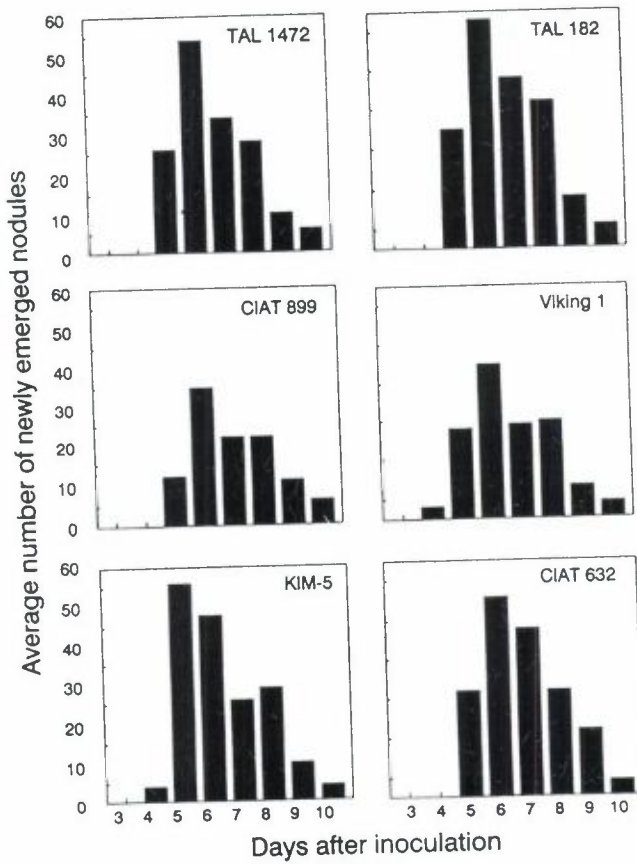 Average number of newly emerged nodules
TAL 1472
60
50
40
30
20
10
0
TAL 182
CIAT 899
60
50
40
30
20
10
0
Viking 1
KIM-5
60
50
40
30
20
10
0
3 4 5 6 7 8 9 10
CIAT 632
3 4 5 6 7 8 9 10
Days after inoculation